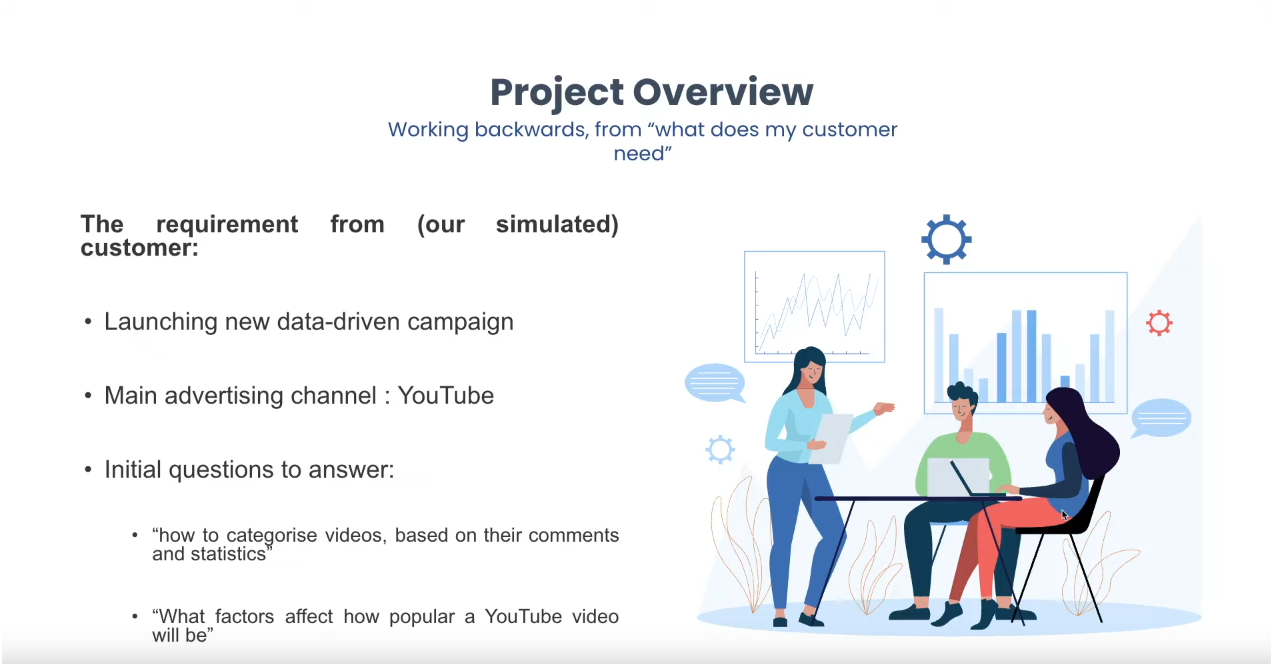 Project Overview
Working backwards, from “what does my customer
need”
The requirement from (our simulated)
customer:
• Launching new data-driven campaign
• Main advertising channel : YouTube
• Initial questions to answer:
• “how to categorise videos, based on their comments
and statistics”
• “What factors affect how popular a YouTube video
will be”